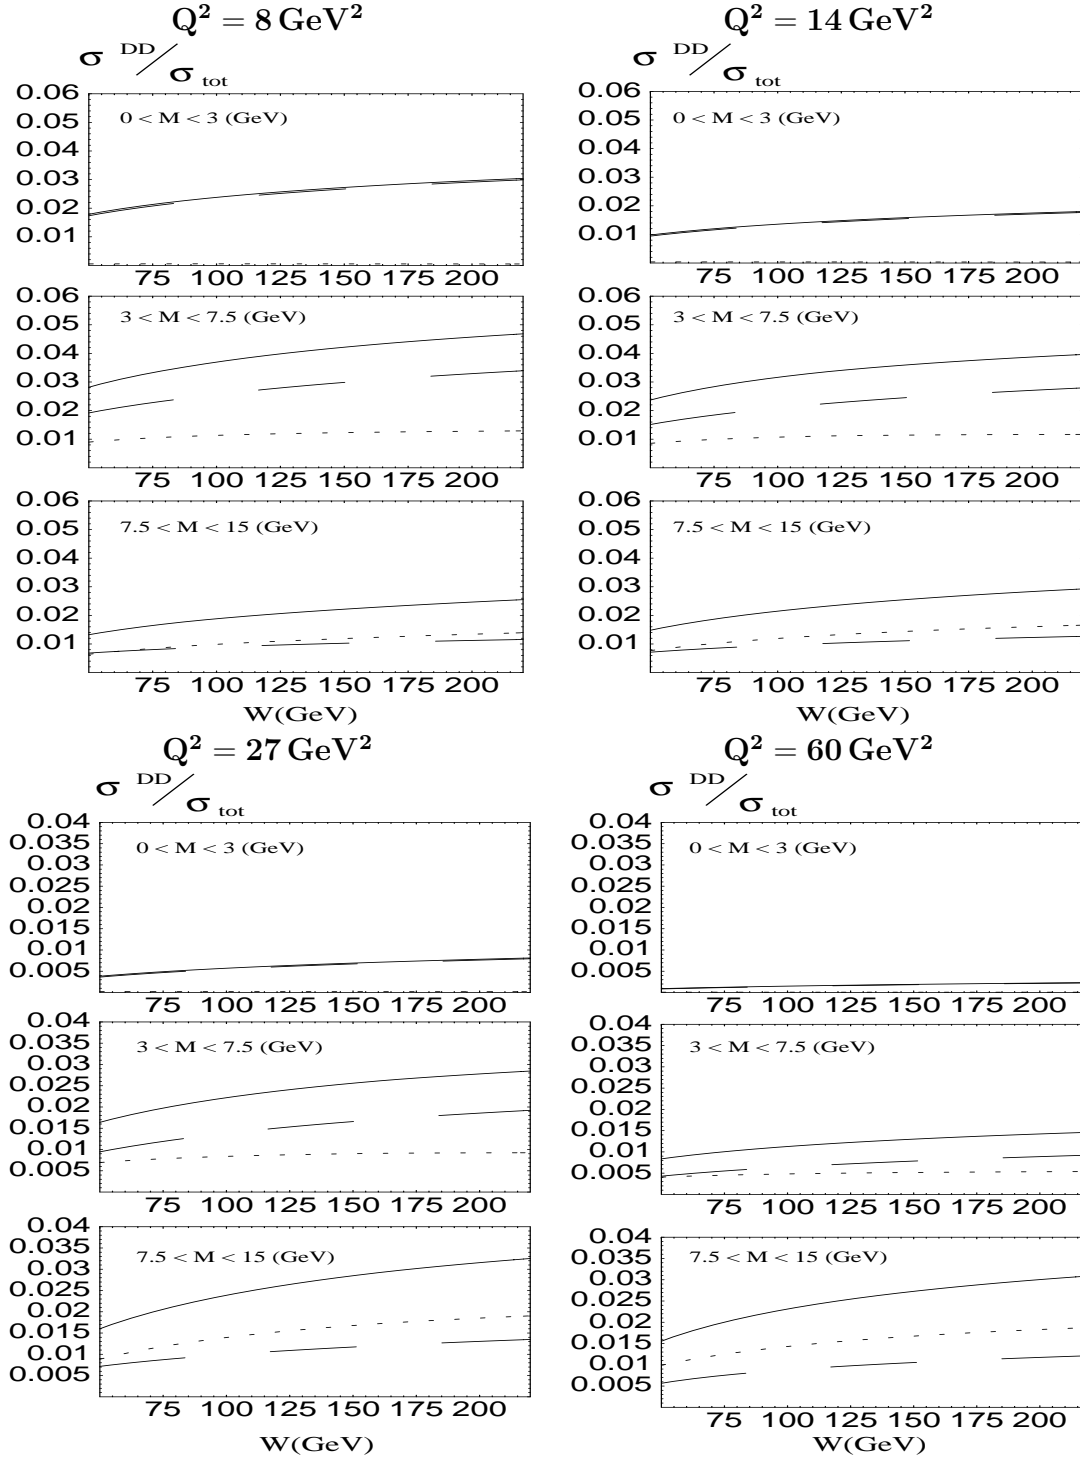 Q² = 8 GeV²
σ DD / σ tot
0.06
0.05
0.04
0.03
0.02
0.01
0 < M < 3 (GeV)
75 100 125 150 175 200
0.06
0.05
0.04
0.03
0.02
0.01
3 < M < 7.5 (GeV)
75 100 125 150 175 200
0.06
0.05
0.04
0.03
0.02
0.01
7.5 < M < 15 (GeV)
75 100 125 150 175 200
W(GeV)
Q² = 14 GeV²
σ DD / σ tot
0.06
0.05
0.04
0.03
0.02
0.01
0 < M < 3 (GeV)
75 100 125 150 175 200
0.06
0.05
0.04
0.03
0.02
0.01
3 < M < 7.5 (GeV)
75 100 125 150 175 200
0.06
0.05
0.04
0.03
0.02
0.01
7.5 < M < 15 (GeV)
75 100 125 150 175 200
W(GeV)
Q² = 27 GeV²
σ DD / σ tot
0.04
0.035
0.03
0.025
0.02
0.015
0.01
0.005
0 < M < 3 (GeV)
75 100 125 150 175 200
0.04
0.035
0.03
0.025
0.02
0.015
0.01
0.005
3 < M < 7.5 (GeV)
75 100 125 150 175 200
0.04
0.035
0.03
0.025
0.02
0.015
0.01
0.005
7.5 < M < 15 (GeV)
75 100 125 150 175 200
W(GeV)
Q² = 60 GeV²
σ DD / σ tot
0.04
0.035
0.03
0.025
0.02
0.015
0.01
0.005
0 < M < 3 (GeV)
75 100 125 150 175 200
0.04
0.035
0.03
0.025
0.02
0.015
0.01
0.005
3 < M < 7.5 (GeV)
75 100 125 150 175 200
0.04
0.035
0.03
0.025
0.02
0.015
0.01
0.005
7.5 < M < 15 (GeV)
75 100 125 150 175 200
W(GeV)